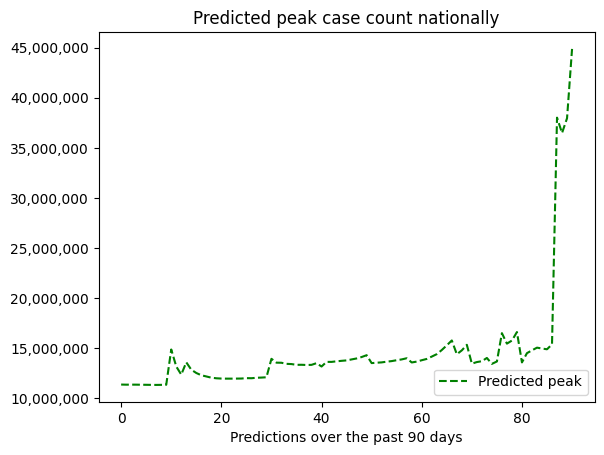 Predicted peak case count nationally
45,000,000
40,000,000
35,000,000
30,000,000
25,000,000
20,000,000
15,000,000
10,000,000
Predicted peak
0 20 40 60 80
Predictions over the past 90 days